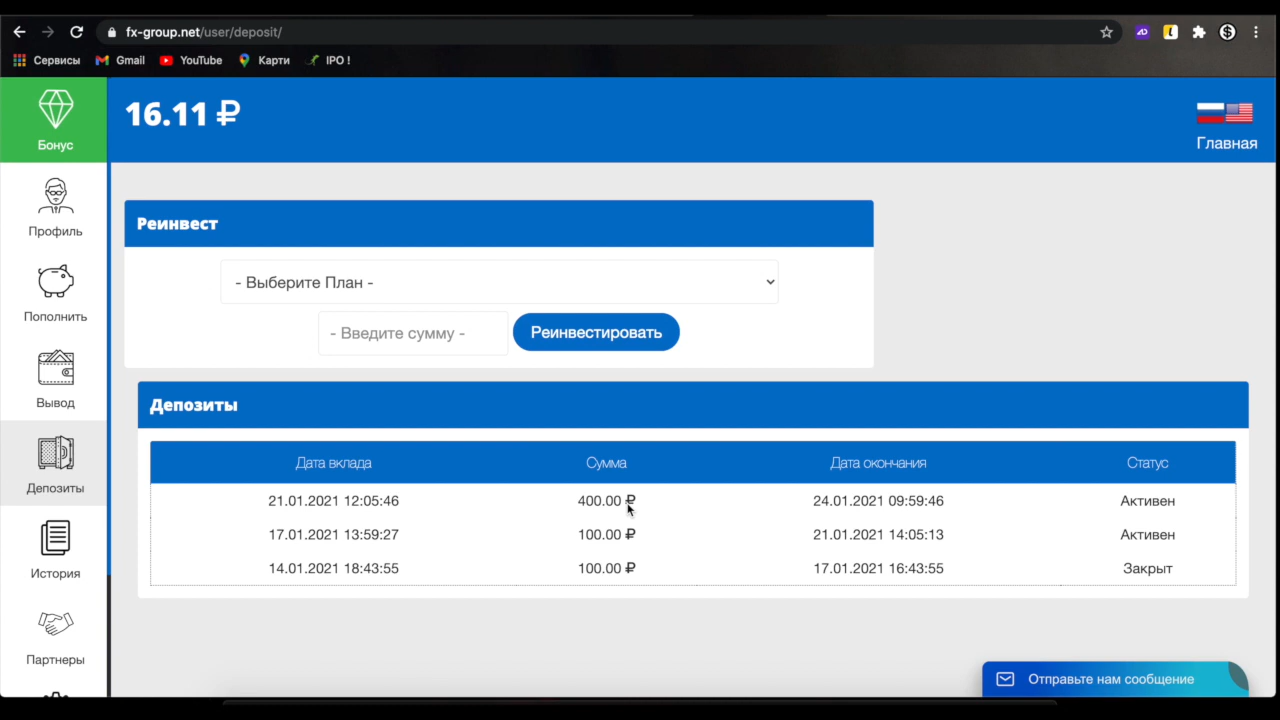 fx-group.net/user/deposit/
Сервисы Gmail YouTube Карти IPO !
Бонус
16.11 ₽
Главная
Профиль
Пополнить
Вывод
Депозиты
История
Партнеры
Реинвест
- Выберите План -
- Введите сумму - Реинвестировать
Депозиты
Дата вклада Сумма Дата окончания Статус
21.01.2021 12:05:46 400.00 ₽ 24.01.2021 09:59:46 Активен
17.01.2021 13:59:27 100.00 ₽ 21.01.2021 14:05:13 Активен
14.01.2021 18:43:55 100.00 ₽ 17.01.2021 16:43:55 Закрыт
Отправьте нам сообщение